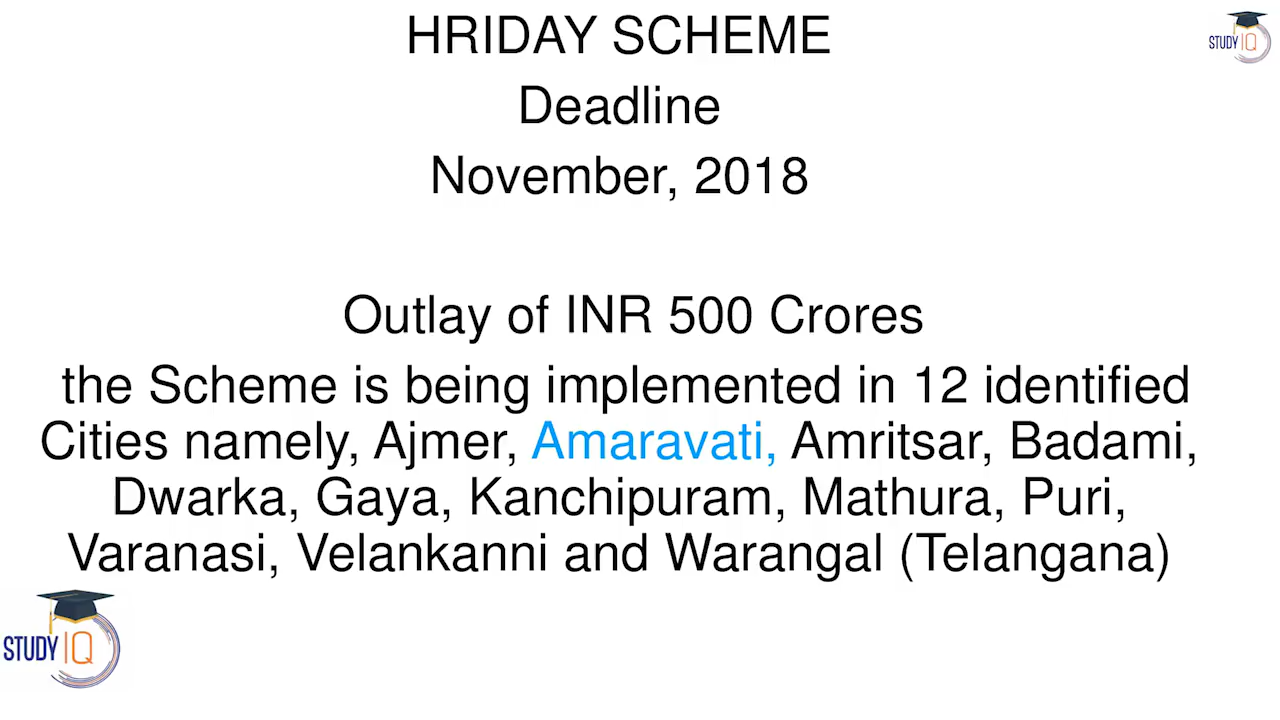 HRIDAY SCHEME
STUDY IQ
Deadline
November, 2018
Outlay of INR 500 Crores
the Scheme is being implemented in 12 identified
Cities namely, Ajmer, Amaravati, Amritsar, Badami,
Dwarka, Gaya, Kanchipuram, Mathura, Puri,
Varanasi, Velankanni and Warangal (Telangana)
STUDY IQ